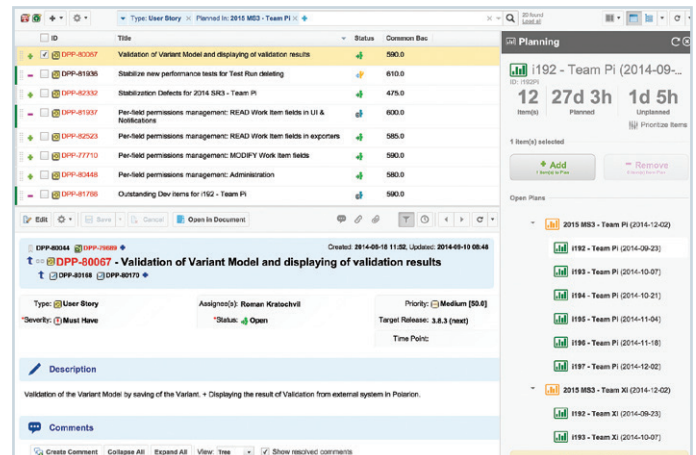 Type: User Story × Planned In: 2015 MS3 - Team Pi ×
20 found
Load all
ID Title Status Common Bac
DPP-80067 Validation of Variant Model and displaying of validation results 590.0
DPP-81936 Stabilize new performance tests for Test Run deleting 610.0
DPP-82332 Stabilization Defects for 2014 SR3 - Team Pi 475.0
DPP-81937 Per-field permissions management: READ Work Item fields in UI & Notifications 600.0
DPP-82523 Per-field permissions management: READ Work Item fields in exporters 585.0
DPP-77710 Per-field permissions management: MODIFY Work Item fields 590.0
DPP-80448 Per-field permissions management: Administration 580.0
DPP-81788 Outstanding Dev items for i192 - Team Pi 590.0
Edit Save Cancel Open in Document
DPP-80044 Created: 2014-06-18 11:52, Updated: 2014-09-10 08:48
DPP-80067 - Validation of Variant Model and displaying of validation results
DPP-80168 DPP-80170
Type: User Story Assignee(s): Roman Kratochvil Priority: Medium [50.0]
*Severity: Must Have *Status: Open Target Release: 3.8.3 (next)
Time Point:
Description
Validation of the Variant Model by saving of the Variant. + Displaying the result of Validation from external system in Polarion.
Comments
Create Comment Collapse All Expand All View: Tree Show resolved comments
Planning
i192 - Team Pi (2014-09-...
ID: i192Pi
12 27d 3h 1d 5h
Item(s) Planned Unplanned
Prioritize Items
1 item(s) selected
Add Remove
Open Plans
2015 MS3 - Team Pi (2014-12-02)
i192 - Team Pi (2014-09-23)
i193 - Team Pi (2014-10-07)
i194 - Team Pi (2014-10-21)
i195 - Team Pi (2014-11-04)
i196 - Team Pi (2014-11-18)
i197 - Team Pi (2014-12-02)
2015 MS3 - Team Xi (2014-12-02)
i192 - Team Xi (2014-09-23)
i193 - Team Xi (2014-10-07)